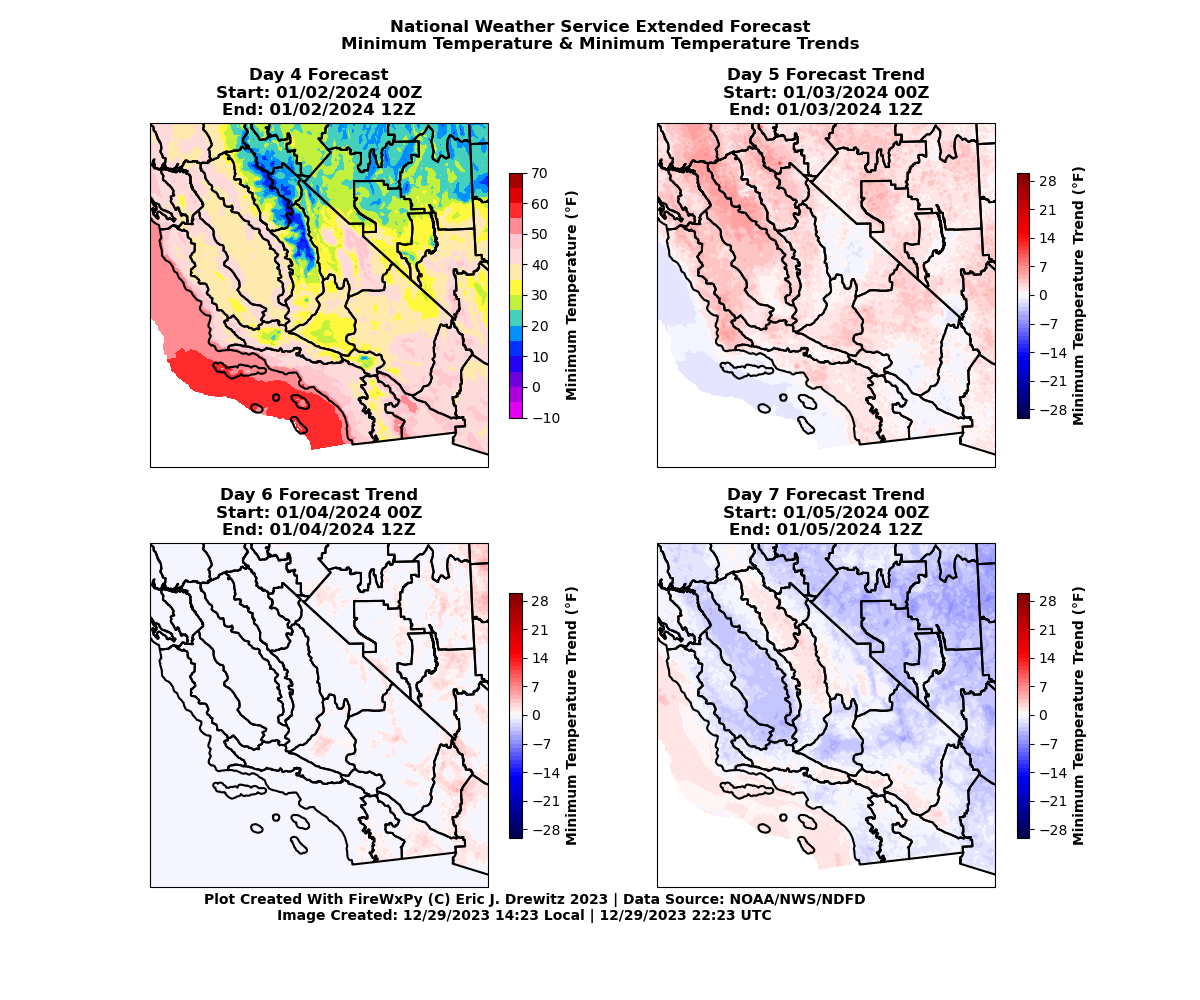 National Weather Service Extended Forecast
Minimum Temperature & Minimum Temperature Trends
Day 4 Forecast
Start: 01/02/2024 00Z
End: 01/02/2024 12Z
70
60
50
40
30
20
10
0
−10
Minimum Temperature (°F)
Day 5 Forecast Trend
Start: 01/03/2024 00Z
End: 01/03/2024 12Z
28
21
14
7
0
−7
−14
−21
−28
Minimum Temperature Trend (°F)
Day 6 Forecast Trend
Start: 01/04/2024 00Z
End: 01/04/2024 12Z
28
21
14
7
0
−7
−14
−21
−28
Minimum Temperature Trend (°F)
Day 7 Forecast Trend
Start: 01/05/2024 00Z
End: 01/05/2024 12Z
28
21
14
7
0
−7
−14
−21
−28
Minimum Temperature Trend (°F)
Plot Created With FireWxPy (C) Eric J. Drewitz 2023 | Data Source: NOAA/NWS/NDFD
Image Created: 12/29/2023 14:23 Local | 12/29/2023 22:23 UTC